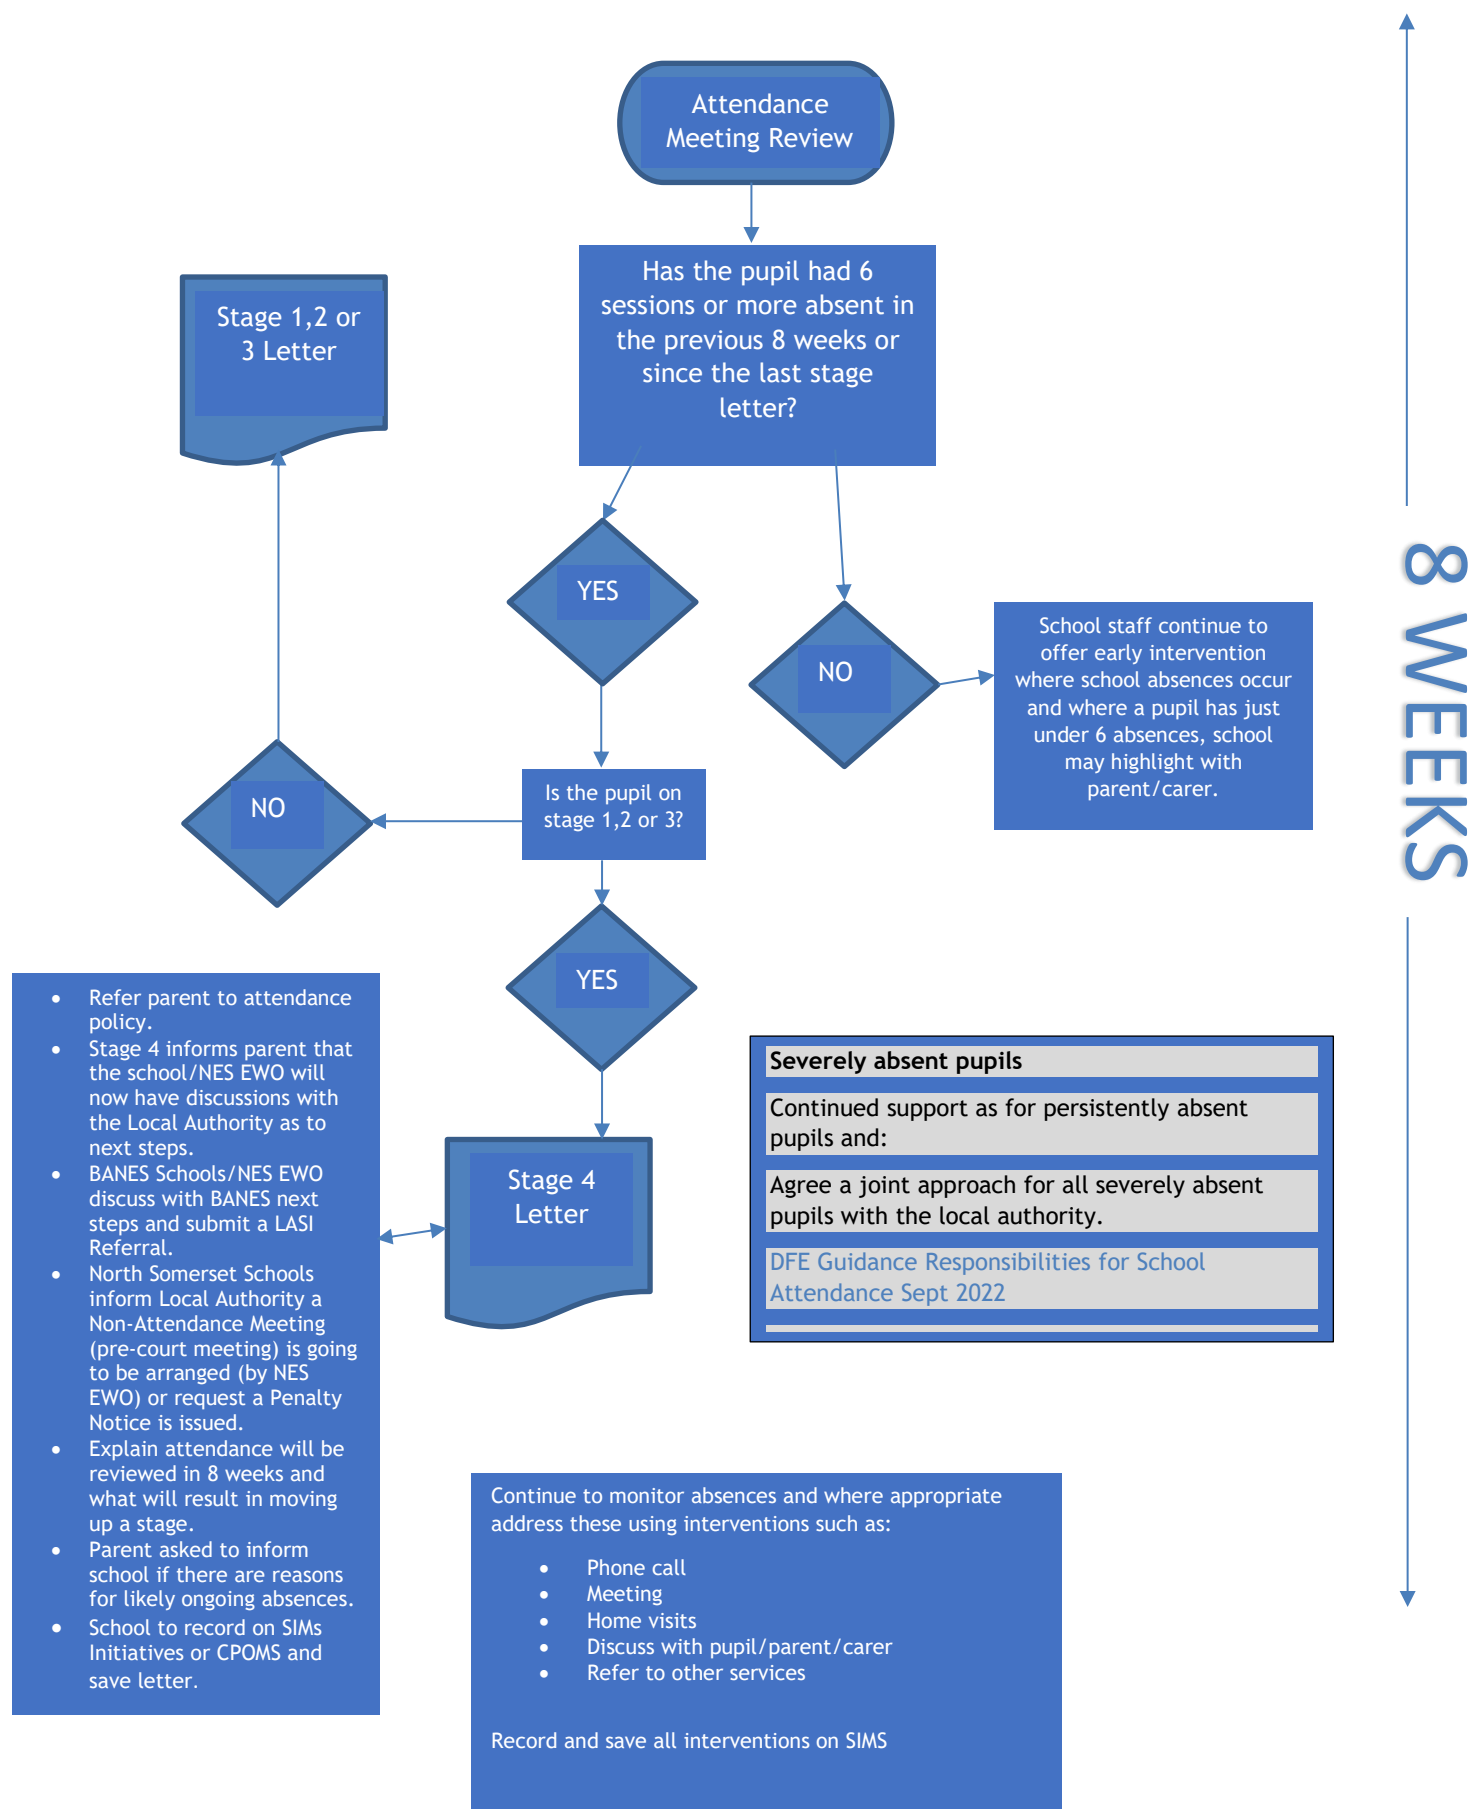 Attendance
Meeting Review
Has the pupil had 6
sessions or more absent in
the previous 8 weeks or
since the last stage
letter?
Stage 1,2 or
3 Letter
YES
NO
School staff continue to
offer early intervention
where school absences occur
and where a pupil has just
under 6 absences, school
may highlight with
parent/carer.
8 WEEKS
Is the pupil on
stage 1,2 or 3?
NO
YES
• Refer parent to attendance
policy.
• Stage 4 informs parent that
the school/NES EWO will
now have discussions with
the Local Authority as to
next steps.
• BANES Schools/NES EWO
discuss with BANES next
steps and submit a LASI
Referral.
• North Somerset Schools
inform Local Authority a
Non-Attendance Meeting
(pre-court meeting) is going
to be arranged (by NES
EWO) or request a Penalty
Notice is issued.
• Explain attendance will be
reviewed in 8 weeks and
what will result in moving
up a stage.
• Parent asked to inform
school if there are reasons
for likely ongoing absences.
• School to record on SIMs
Initiatives or CPOMS and
save letter.
Stage 4
Letter
Severely absent pupils
Continued support as for persistently absent
pupils and:
Agree a joint approach for all severely absent
pupils with the local authority.
DFE Guidance Responsibilities for School
Attendance Sept 2022
Continue to monitor absences and where appropriate
address these using interventions such as:
• Phone call
• Meeting
• Home visits
• Discuss with pupil/parent/carer
• Refer to other services
Record and save all interventions on SIMS